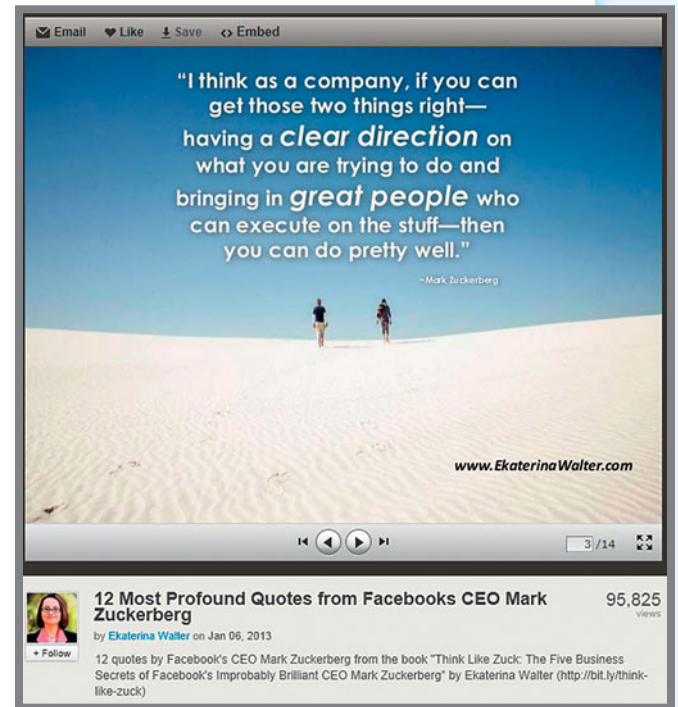 Email Like Save <> Embed
“I think as a company, if you can
get those two things right—
having a clear direction on
what you are trying to do and
bringing in great people who
can execute on the stuff—then
you can do pretty well.”
~Mark Zuckerberg
www.EkaterinaWalter.com
3 /14
12 Most Profound Quotes from Facebooks CEO Mark
Zuckerberg
95,825
views
by Ekaterina Walter on Jan 06, 2013
+ Follow
12 quotes by Facebook's CEO Mark Zuckerberg from the book "Think Like Zuck: The Five Business
Secrets of Facebook's Improbably Brilliant CEO Mark Zuckerberg" by Ekaterina Walter (http://bit.ly/think-
like-zuck)